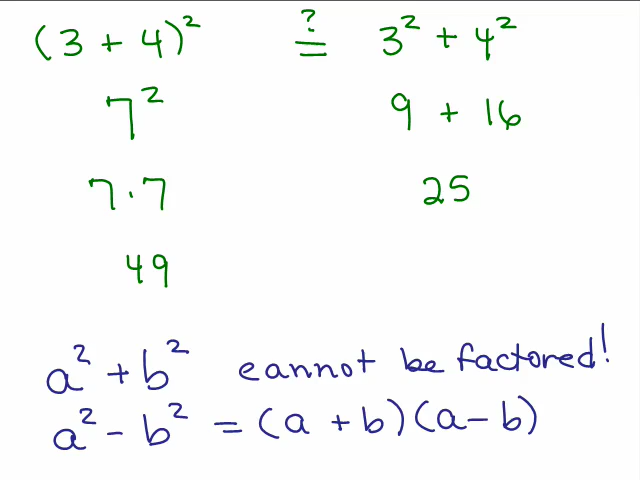 (3 + 4)² ≟ 3² + 4²
7² 9 + 16
7·7 25
49
a² + b² cannot be factored!
a² - b² = (a + b)(a - b)